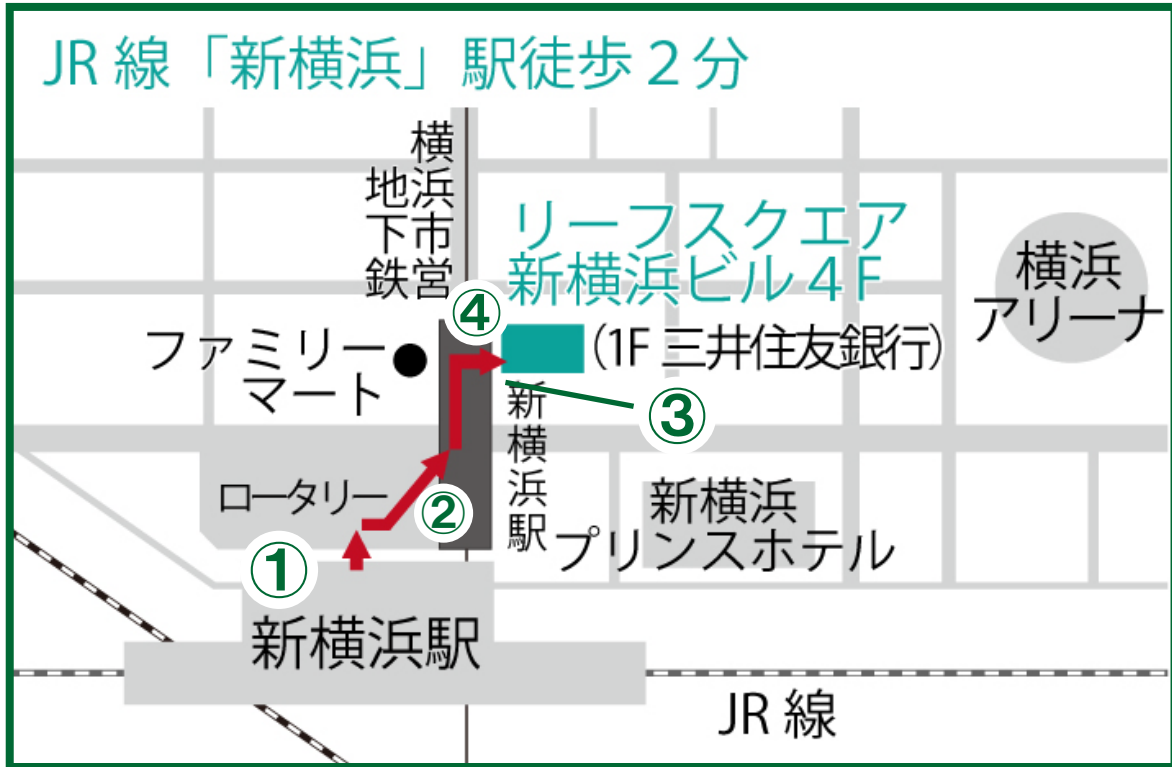 JR 線「新横浜」駅徒歩 2 分
横浜市営
地下鉄
リーフスクエア
新横浜ビル 4 F
④
(1F 三井住友銀行)
ファミリー
マート
横浜
アリーナ
③
新横浜駅
ロータリー
②
新横浜
プリンスホテル
①
新横浜駅
JR 線